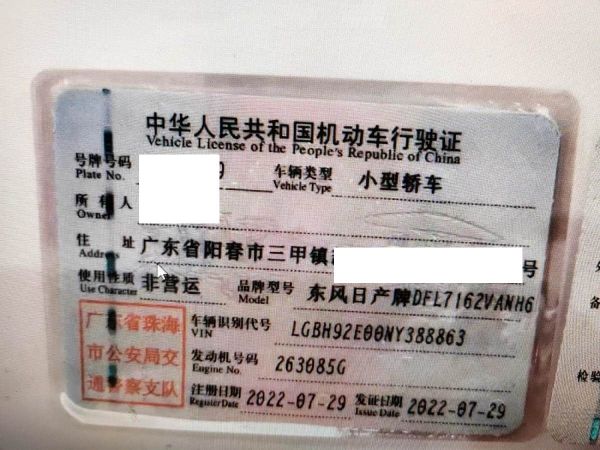 中华人民共和国机动车行驶证
Vehicle License of the People's Republic of China
号牌号码 9 车辆类型 小型轿车
Plate No. Vehicle Type
所有人
Owner
住址 广东省阳春市三甲镇 号
Address
使用性质 非营运 品牌型号 东风日产牌DFL7162VANH6
Use Character Model
广东省珠海
市公安局交
通警察支队
车辆识别代号 LGBH92E00NY388863
VIN
发动机号码 263085G
Engine No.
注册日期 2022-07-29 发证日期 2022-07-29
Register Date Issue Date
检验